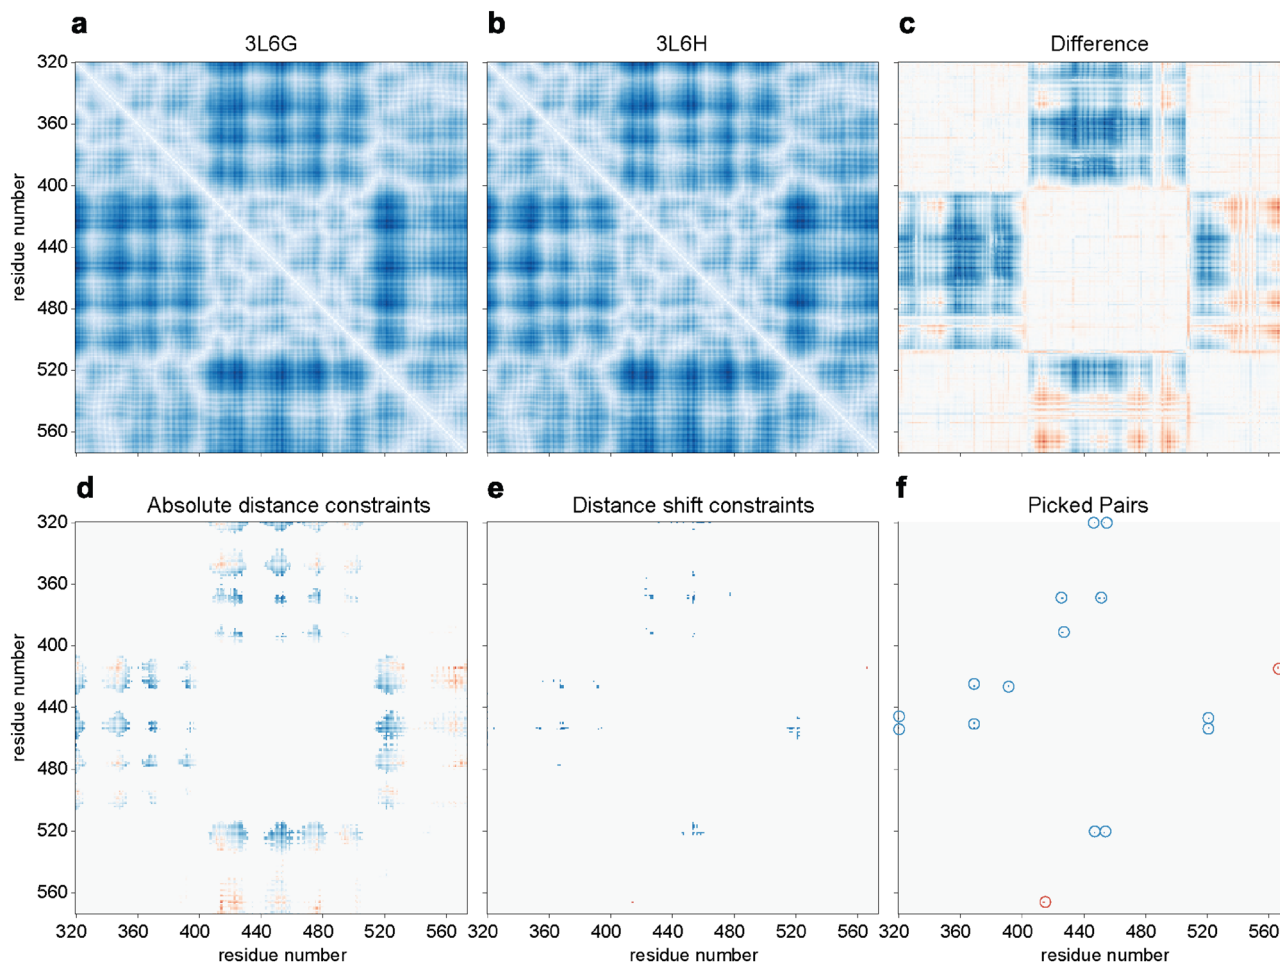 a
3L6G
b
3L6H
c
Difference
320
360
400
440
480
520
560
residue number
d
Absolute distance constraints
e
Distance shift constraints
f
Picked Pairs
320
360
400
440
480
520
560
residue number
320 360 400 440 480 520 560
320 360 400 440 480 520 560
320 360 400 440 480 520 560
residue number
residue number
residue number